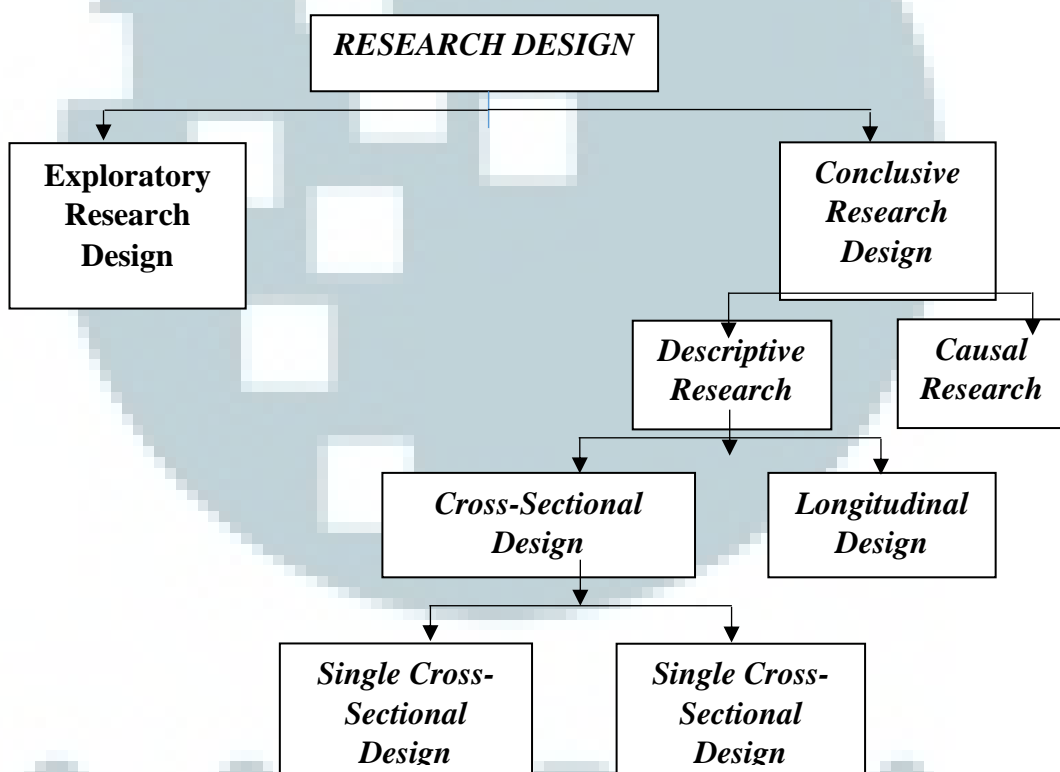 RESEARCH DESIGN
Exploratory
Research
Design
Conclusive
Research
Design
Descriptive
Research
Causal
Research
Cross-Sectional
Design
Longitudinal
Design
Single Cross-
Sectional
Design
Single Cross-
Sectional
Design